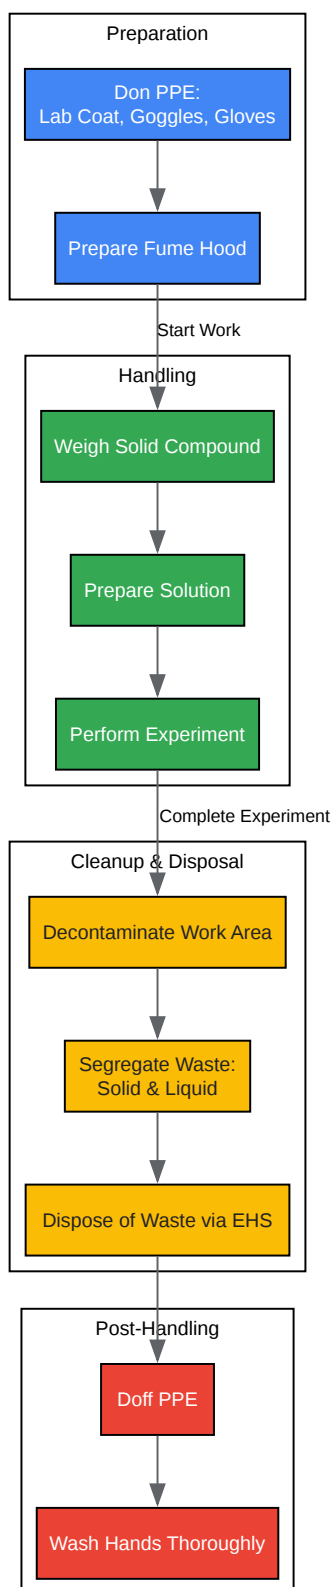 Preparation
Don PPE:
Lab Coat, Goggles, Gloves
Prepare Fume Hood
Start Work
Handling
Weigh Solid Compound
Prepare Solution
Perform Experiment
Complete Experiment
Cleanup & Disposal
Decontaminate Work Area
Segregate Waste:
Solid & Liquid
Dispose of Waste via EHS
Post-Handling
Doff PPE
Wash Hands Thoroughly